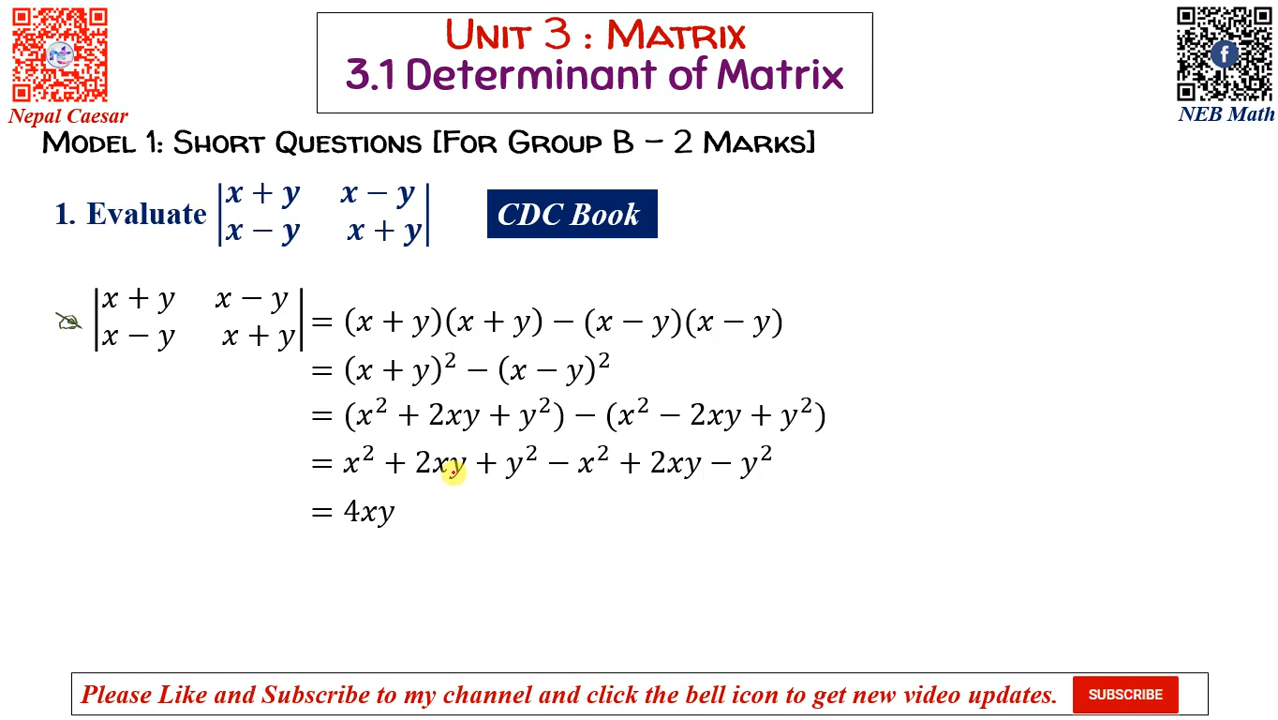 UNIT 3 : MATRIX
3.1 Determinant of Matrix
Nepal Caesar
NEB Math
MODEL 1: SHORT QUESTIONS [FOR GROUP B – 2 MARKS]
1. Evaluate |x + y x − y|
|x − y x + y|
CDC Book
|x + y x − y|
|x − y x + y| = (x + y)(x + y) − (x − y)(x − y)
= (x + y)² − (x − y)²
= (x² + 2xy + y²) − (x² − 2xy + y²)
= x² + 2xy + y² − x² + 2xy − y²
= 4xy
Please Like and Subscribe to my channel and click the bell icon to get new video updates.
SUBSCRIBE